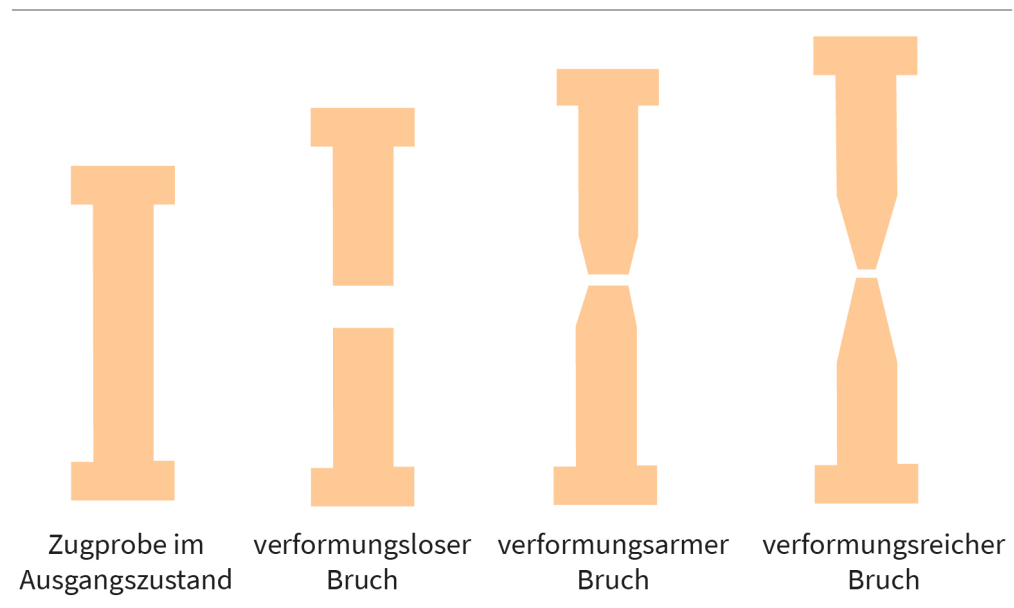 Zugprobe im
Ausgangszustand
verformungsloser
Bruch
verformungsarmer
Bruch
verformungsreicher
Bruch